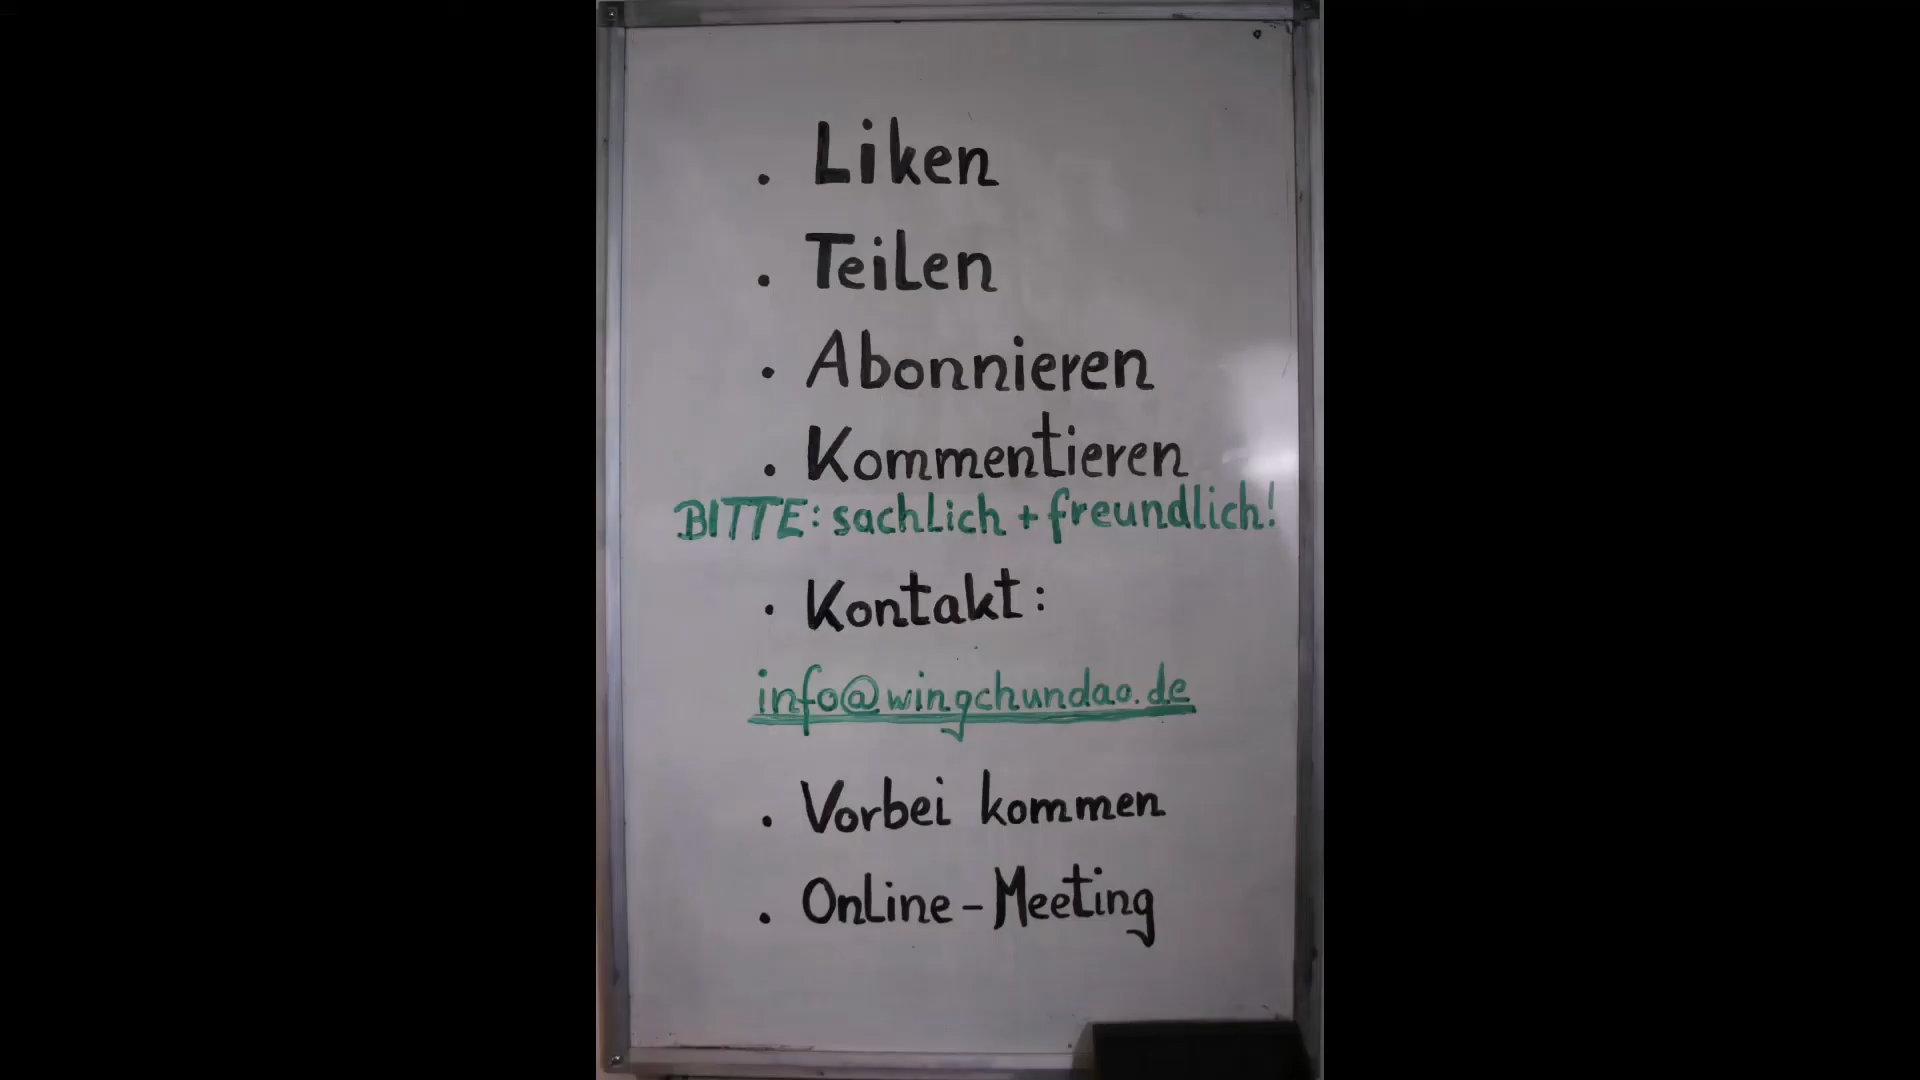 . Liken
. Teilen
. Abonnieren
. Kommentieren
BITTE: sachlich + freundlich!
. Kontakt:
info@wingchundao.de
. Vorbei kommen
. Online-Meeting